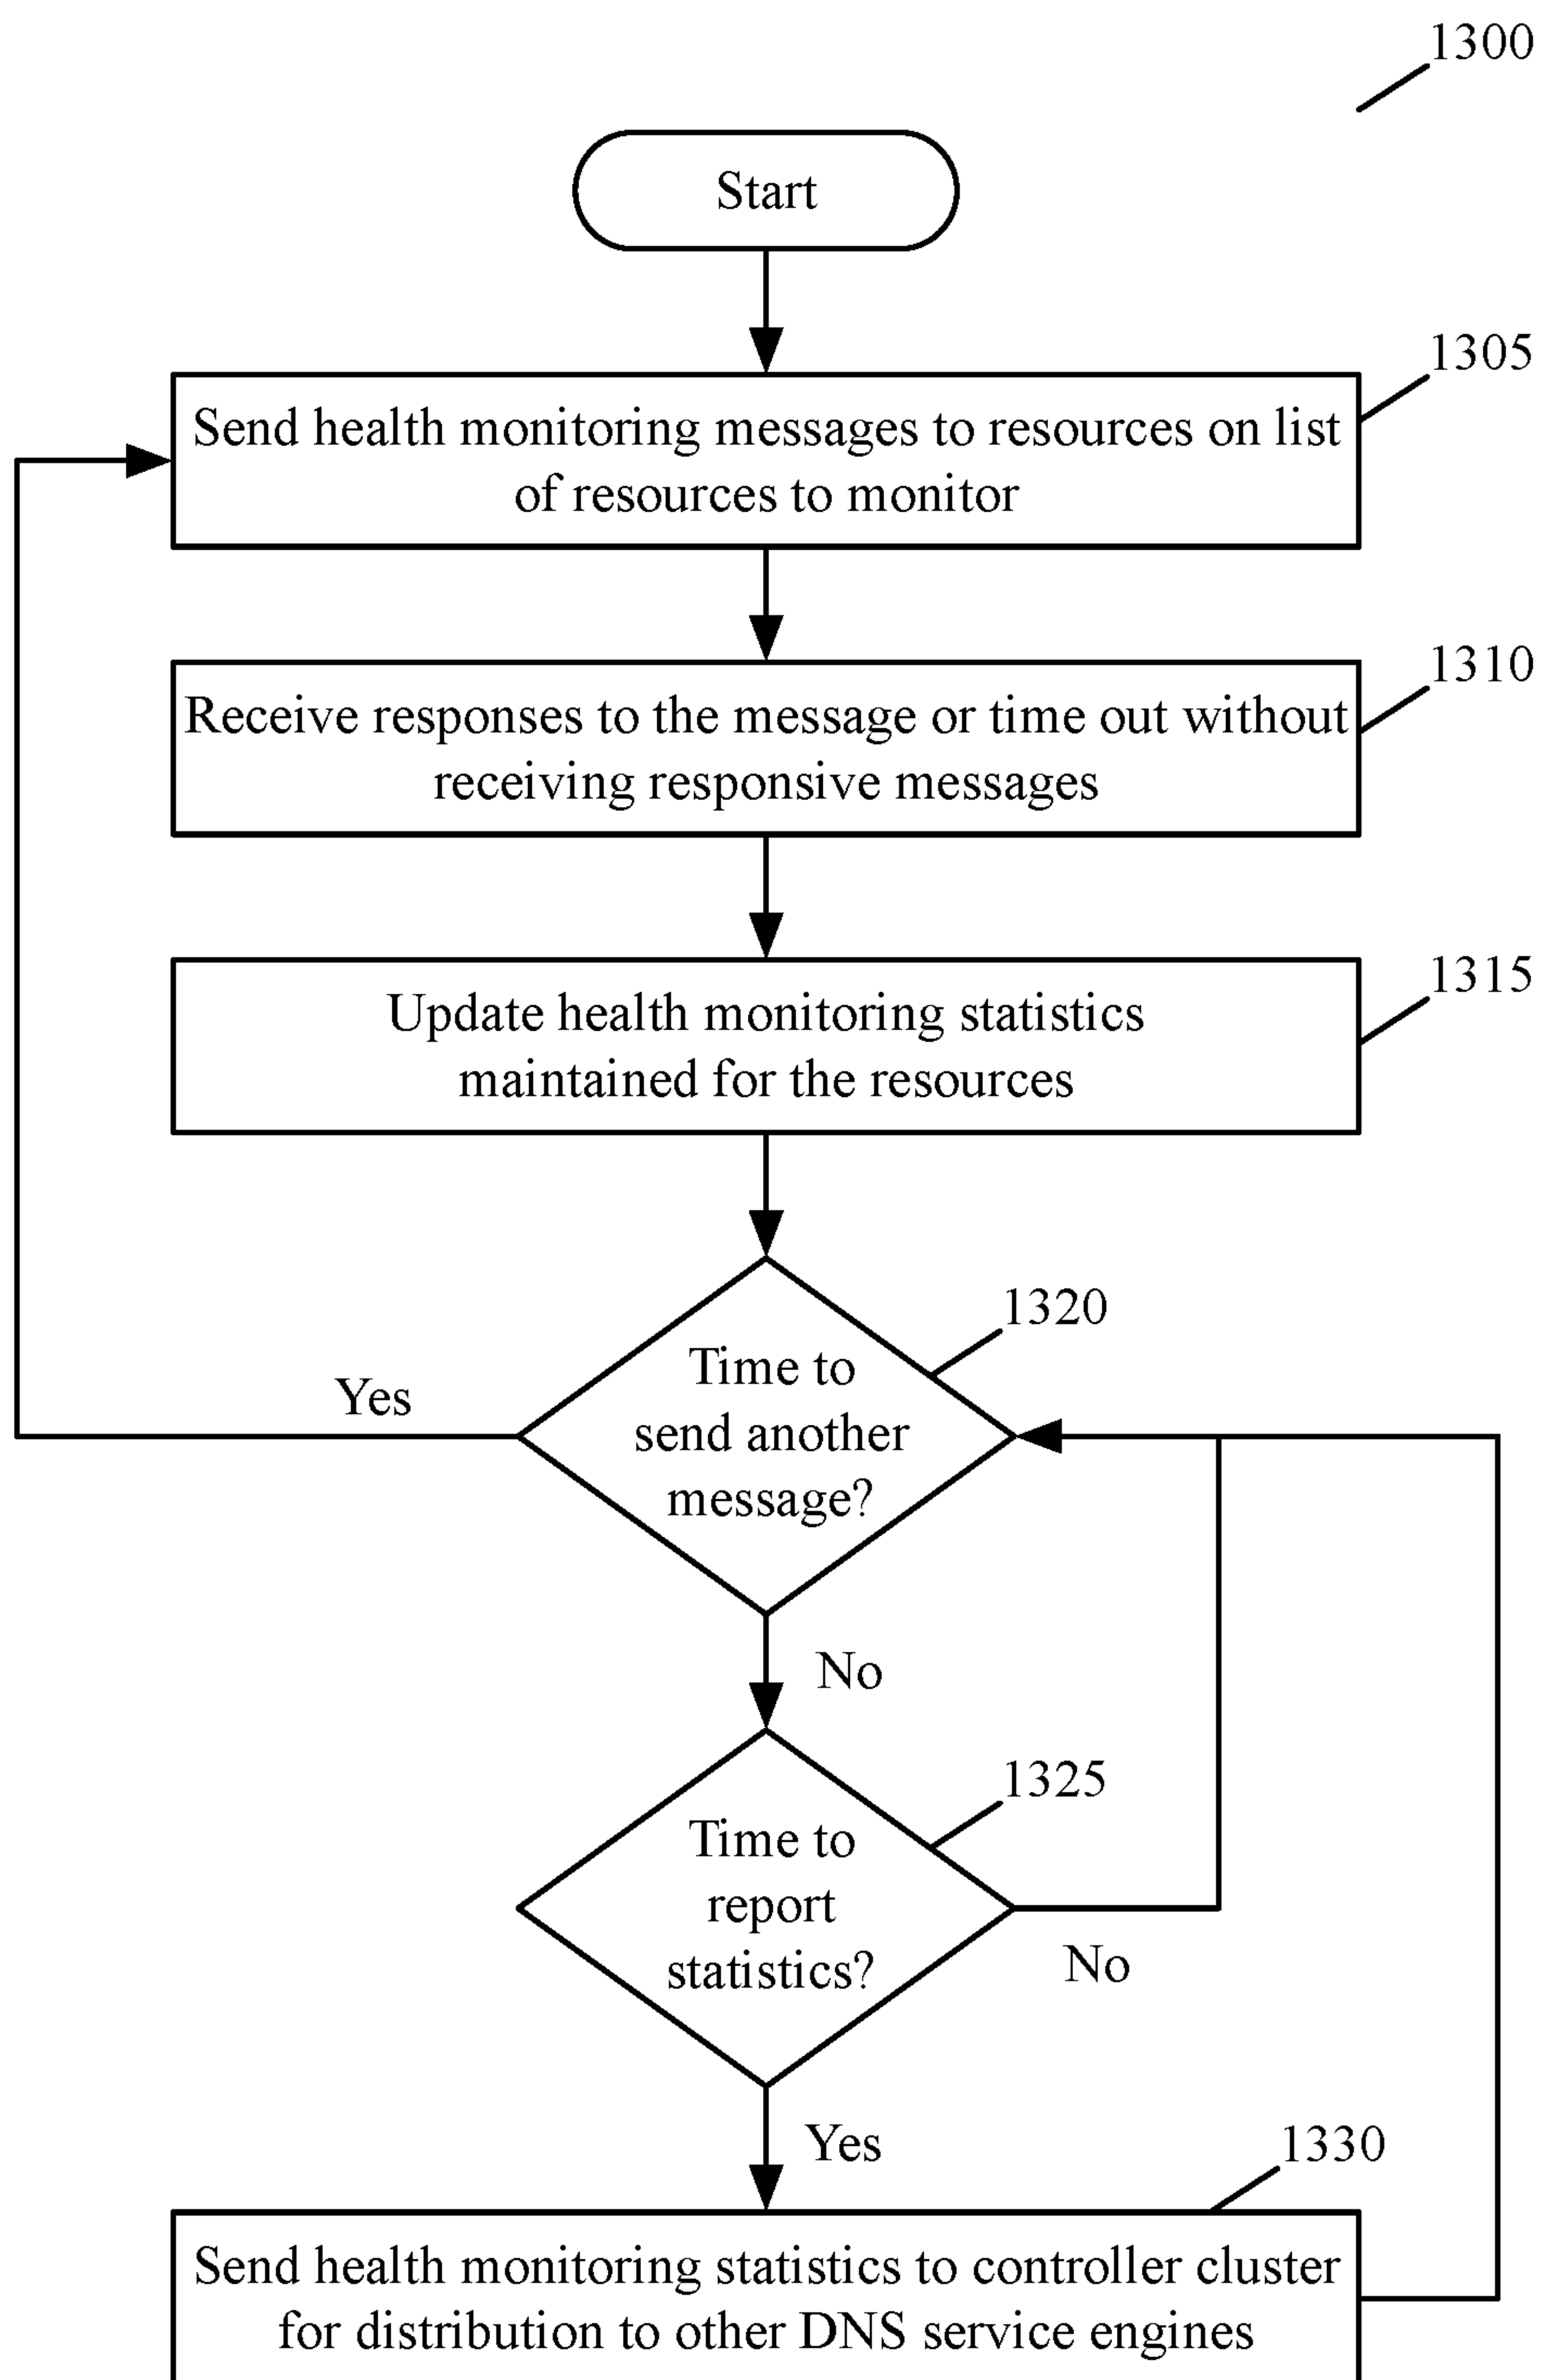 1300
Start
1305
Send health monitoring messages to resources on list
of resources to monitor
1310
Receive responses to the message or time out without
receiving responsive messages
1315
Update health monitoring statistics
maintained for the resources
1320
Time to
send another
message?
Yes
No
1325
Time to
report
statistics?
No
Yes
1330
Send health monitoring statistics to controller cluster
for distribution to other DNS service engines